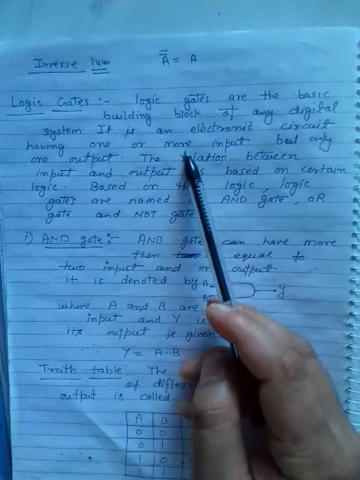 Inverse law A̿ = A
Logic Gates :- Logic gates are the basic
building block of any digital
system It is an electronic circuit
having one or more input but only
one output. The relation between
input and output is based on certain
logic. Based on logic, logic
gates are named AND gate, OR
gate and NOT gate
i) AND gate :- AND gate can have more
then equal to
two input and output
it is denoted by A
B Y
where A and B are
input and Y is
its output is given
Y = A·B
Truth table : The
of differ
output is called
A B
0 0
0 1
1 0
1 1